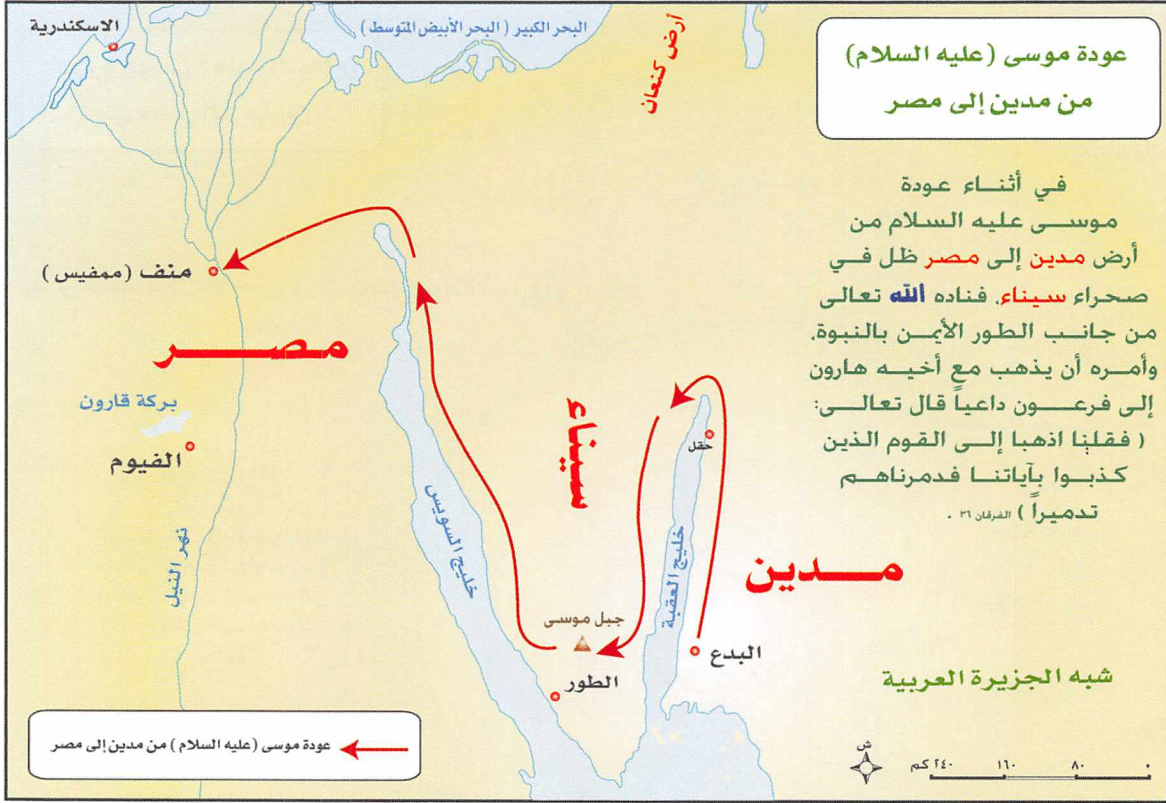 عودة موسى (عليه السلام)
من مدين إلى مصر
في أثناء عودة
موسى عليه السلام من
أرض مدين إلى مصر ظل في
صحراء سيناء، فناده الله تعالى
من جانب الطور الأيمن بالنبوة،
وأمره أن يذهب مع أخيه هارون
إلى فرعون داعياً قال تعالى:
( فقلنا اذهبا إلى القوم الذين
كذبوا بآياتنا فدمرناهم
تدميراً ) الفرقان ٣٦ .
البحر الكبير ( البحر الأبيض المتوسط )
الاسكندرية
أرض كنعان
منف ( ممفيس )
مصر
بركة قارون
الفيوم
نهر النيل
سيناء
خليج السويس
حقل
خليج العقبة
مدين
جبل موسى
الطور
البدع
شبه الجزيرة العربية
عودة موسى (عليه السلام) من مدين إلى مصر
ش
٠ ٨٠ ١٦٠ ٢٤٠ كم